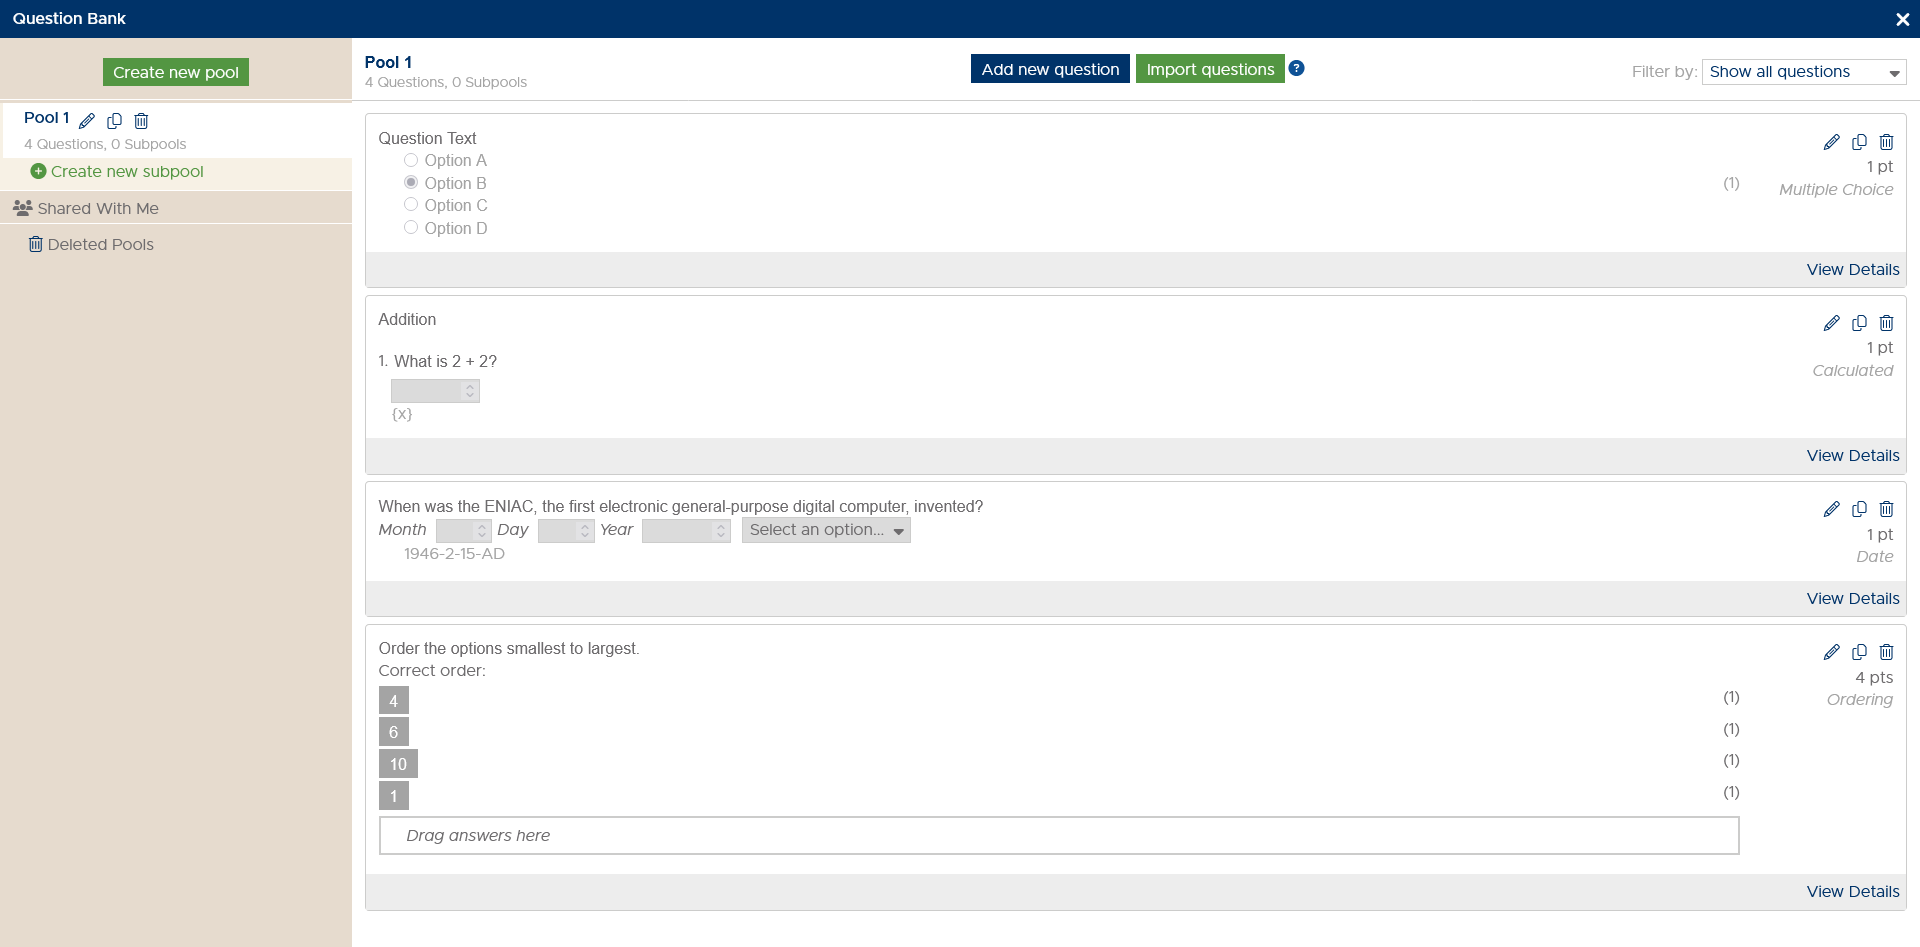 Question Bank
Create new pool
Pool 1
4 Questions, 0 Subpools
Create new subpool
Shared With Me
Deleted Pools
Pool 1
4 Questions, 0 Subpools
Add new question
Import questions
?
Filter by: Show all questions
Question Text
Option A
Option B
(1)
Option C
Option D
1 pt
Multiple Choice
View Details
Addition
1. What is 2 + 2?
{x}
1 pt
Calculated
View Details
When was the ENIAC, the first electronic general-purpose digital computer, invented?
Month Day Year Select an option...
1946-2-15-AD
1 pt
Date
View Details
Order the options smallest to largest.
Correct order:
4 (1)
6 (1)
10 (1)
1 (1)
Drag answers here
4 pts
Ordering
View Details